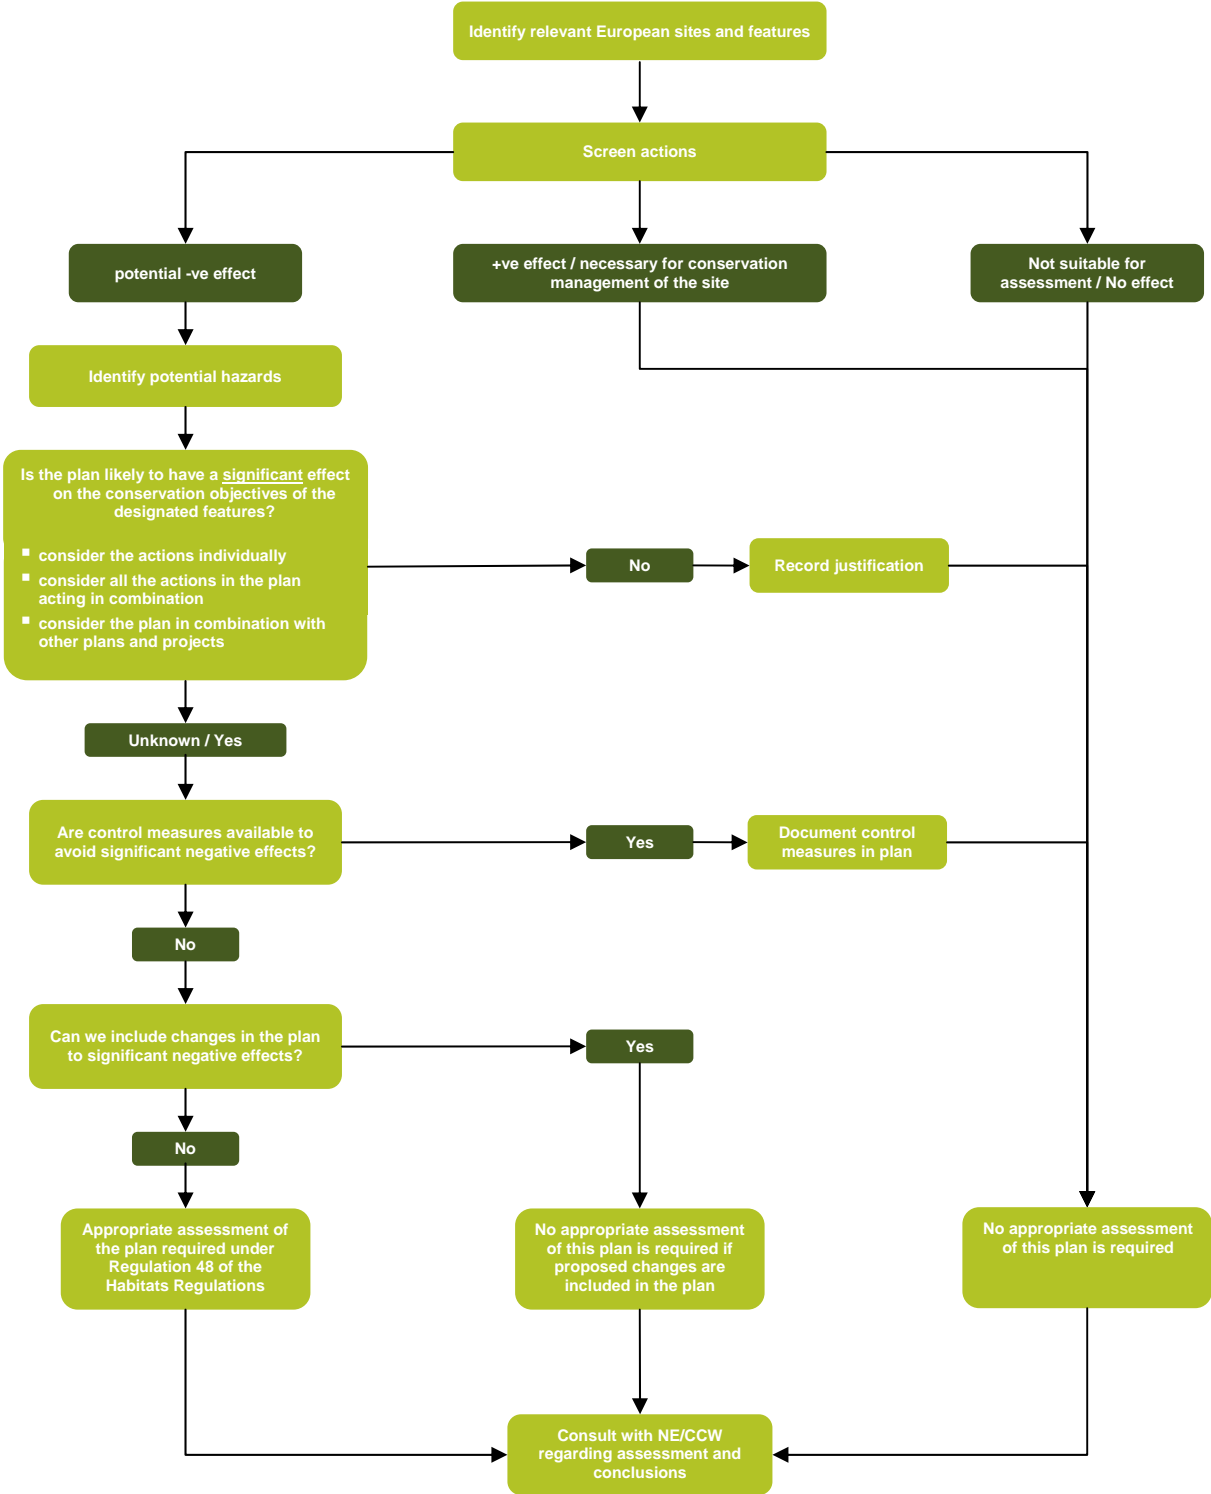 Identify relevant European sites and features
Screen actions
potential -ve effect
+ve effect / necessary for conservation
management of the site
Not suitable for
assessment / No effect
Identify potential hazards
Is the plan likely to have a significant effect
on the conservation objectives of the
designated features?
▪ consider the actions individually
▪ consider all the actions in the plan
acting in combination
▪ consider the plan in combination with
other plans and projects
No
Record justification
Unknown / Yes
Are control measures available to
avoid significant negative effects?
Yes
Document control
measures in plan
No
Can we include changes in the plan
to significant negative effects?
Yes
No
Appropriate assessment of
the plan required under
Regulation 48 of the
Habitats Regulations
No appropriate assessment
of this plan is required if
proposed changes are
included in the plan
No appropriate assessment
of this plan is required
Consult with NE/CCW
regarding assessment and
conclusions